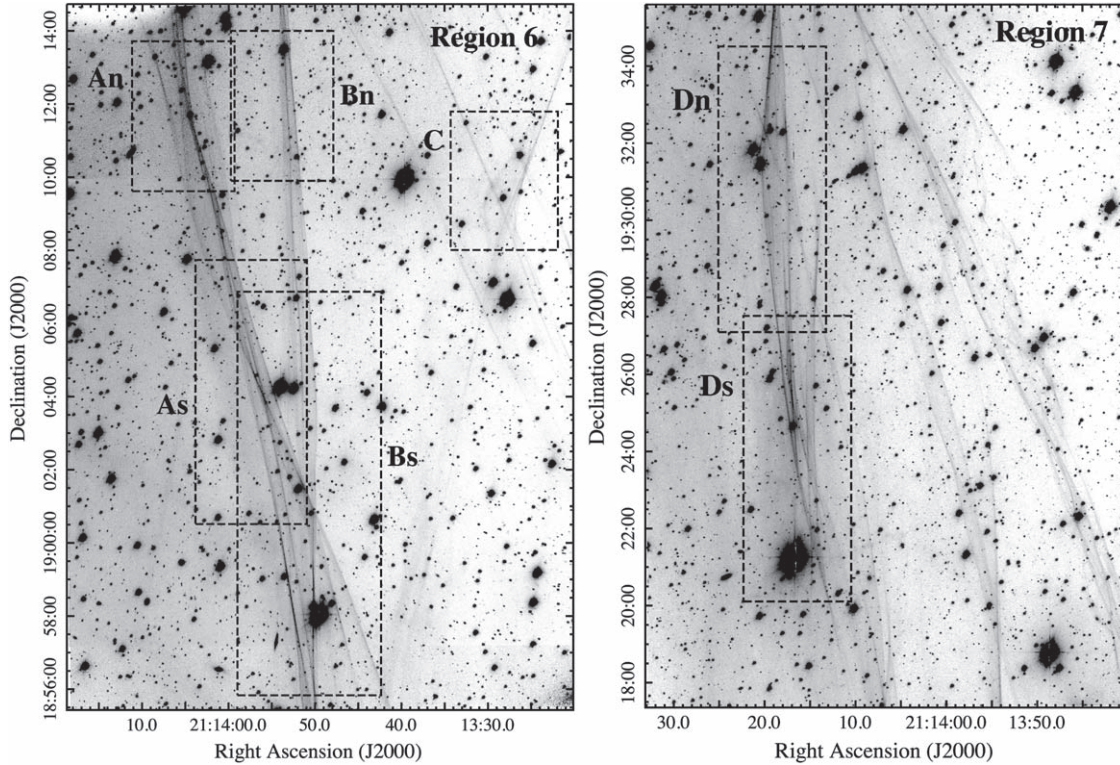 Region 6
An
Bn
C
As
Bs
14:00
12:00
10:00
08:00
06:00
04:00
02:00
19:00:00
58:00
18:56:00
Declination (J2000)
10.0
21:14:00.0
50.0
40.0
13:30.0
Right Ascension (J2000)
Region 7
Dn
Ds
34:00
32:00
19:30:00
28:00
26:00
24:00
22:00
20:00
18:00
Declination (J2000)
30.0
20.0
10.0
21:14:00.0
13:50.0
Right Ascension (J2000)